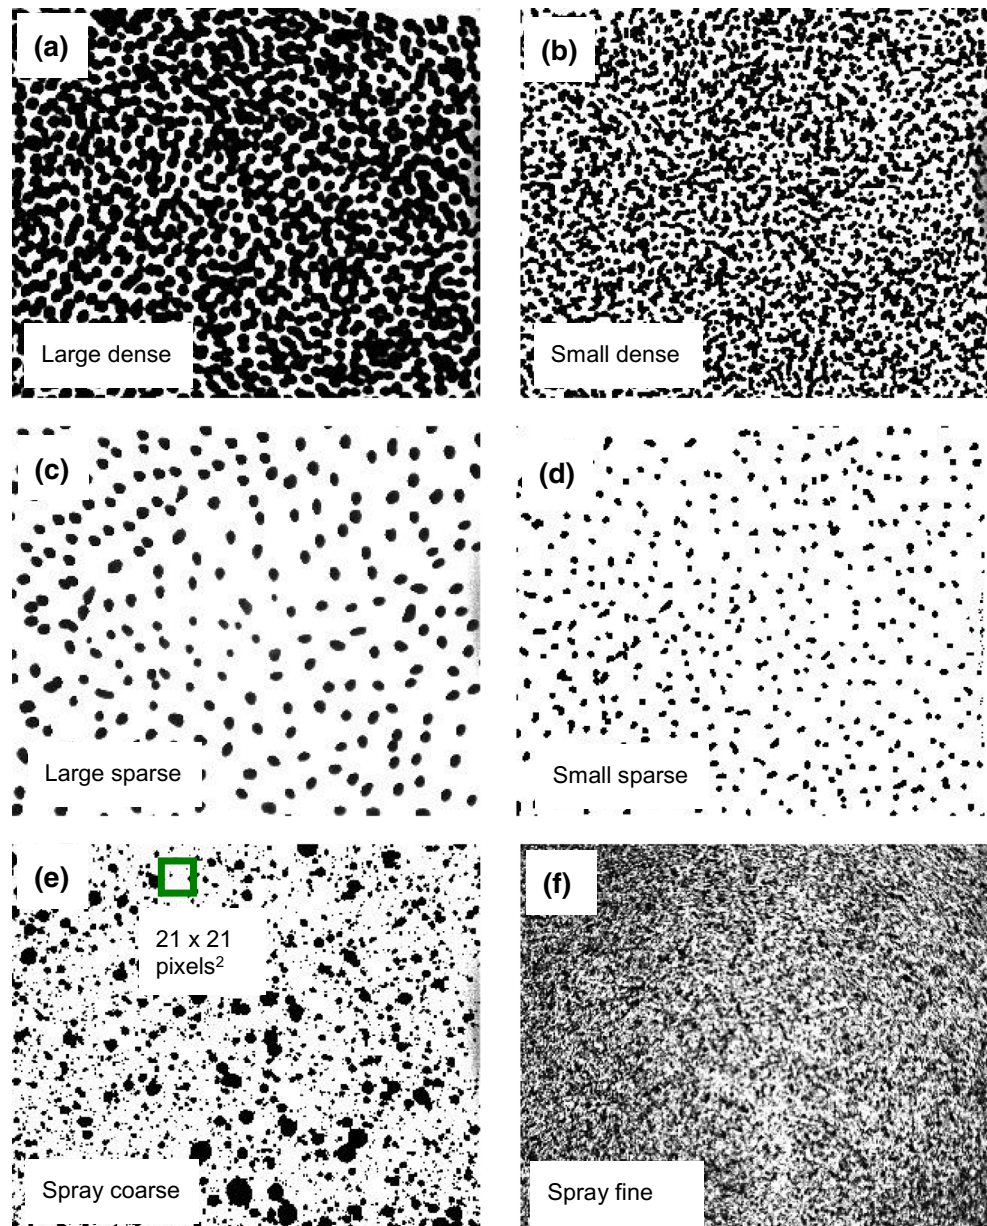 (a)
(b)
Large dense
Small dense
(c)
(d)
Large sparse
Small sparse
(e)
(f)
21 x 21
pixels²
Spray coarse
Spray fine